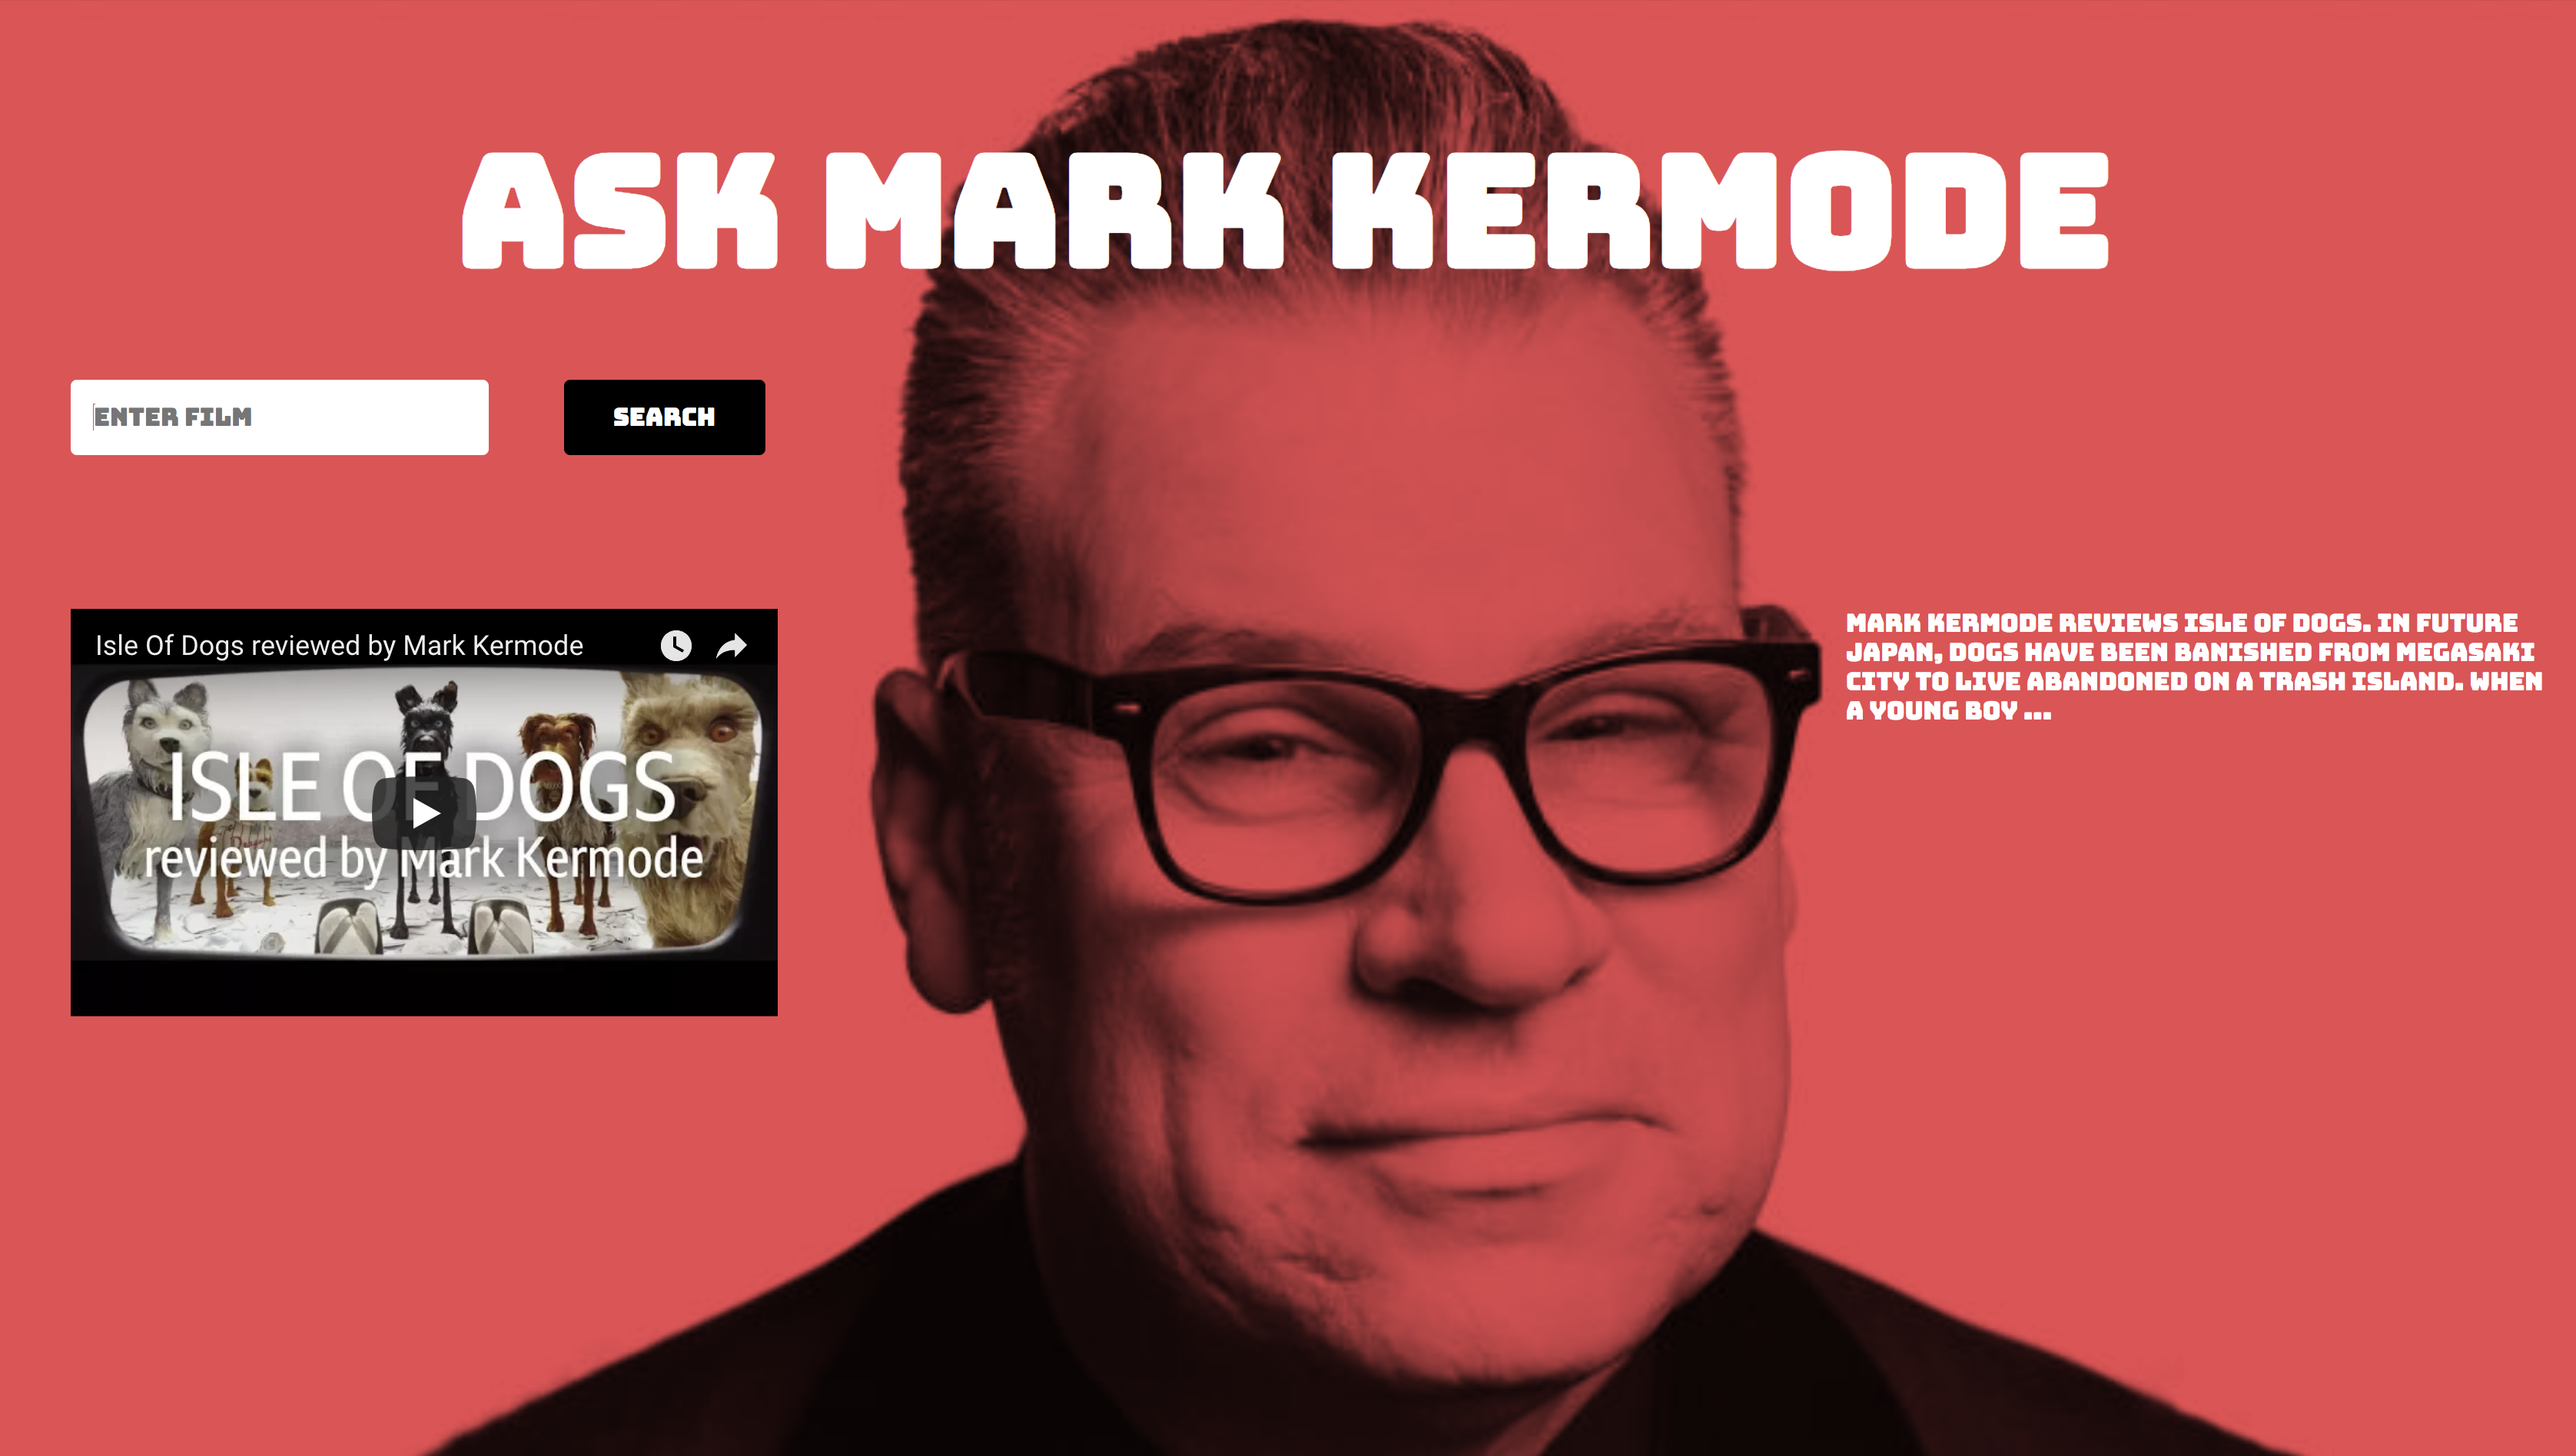 ASK MARK KERMODE
ENTER FILM
SEARCH
Isle Of Dogs reviewed by Mark Kermode
ISLE OF DOGS
reviewed by Mark Kermode
MARK KERMODE REVIEWS ISLE OF DOGS. IN FUTURE
JAPAN, DOGS HAVE BEEN BANISHED FROM MEGASAKI
CITY TO LIVE ABANDONED ON A TRASH ISLAND. WHEN
A YOUNG BOY ...